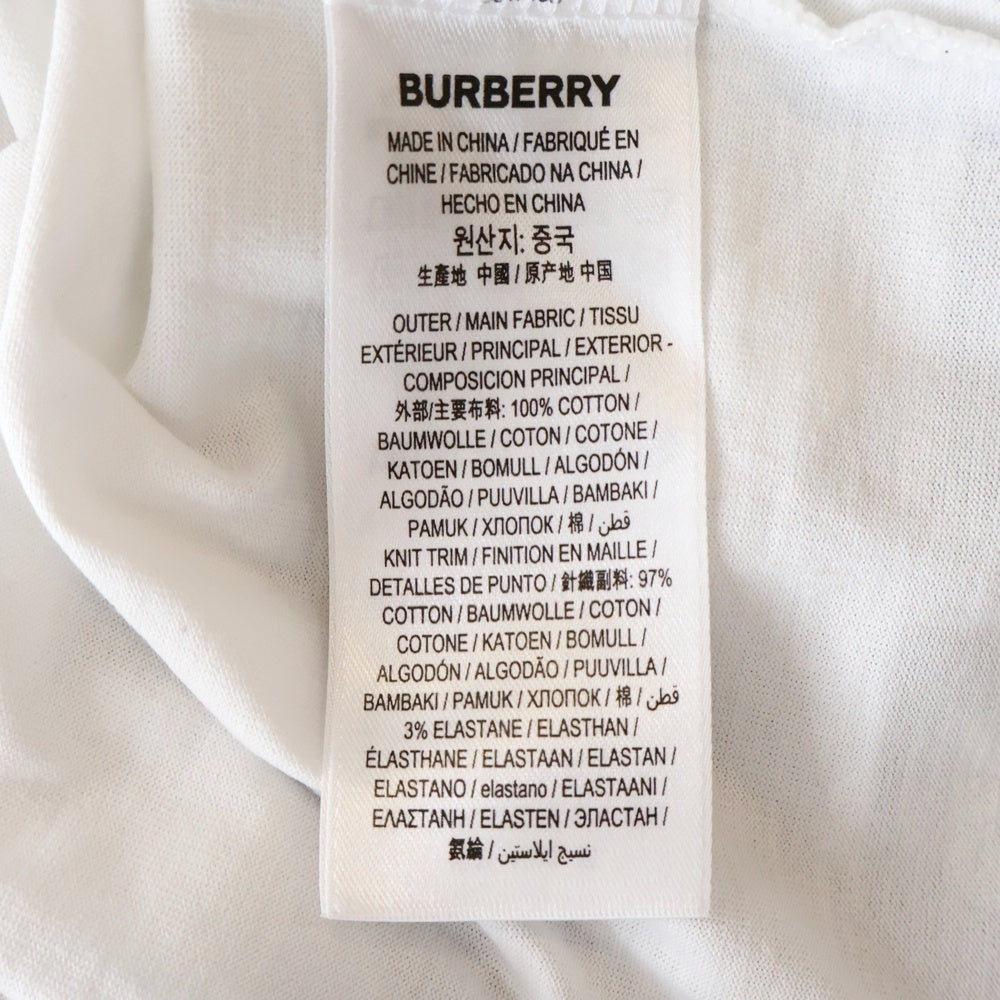 BURBERRY
MADE IN CHINA / FABRIQUÉ EN
CHINE / FABRICADO NA CHINA /
HECHO EN CHINA
원산지: 중국
生產地 中國 / 原产地 中国
OUTER / MAIN FABRIC / TISSU
EXTÉRIEUR / PRINCIPAL / EXTERIOR -
COMPOSICION PRINCIPAL /
外部/主要布料: 100% COTTON /
BAUMWOLLE / COTON / COTONE /
KATOEN / BOMULL / ALGODÓN /
ALGODÃO / PUUVILLA / BAMBAKI /
PAMUK / ХЛОПОК / 棉 / قطن
KNIT TRIM / FINITION EN MAILLE /
DETALLES DE PUNTO / 針織副料: 97%
COTTON / BAUMWOLLE / COTON /
COTONE / KATOEN / BOMULL /
ALGODÓN / ALGODÃO / PUUVILLA /
BAMBAKI / PAMUK / ХЛОПОК / 棉 / قطن
3% ELASTANE / ELASTHAN /
ÉLASTHANE / ELASTAAN / ELASTAN /
ELASTANO / elastano / ELASTAANI /
ΕΛΑΣΤΑΝΗ / ELASTEN / ЭЛАСТАН /
氨綸 / نسيج ايلاستين